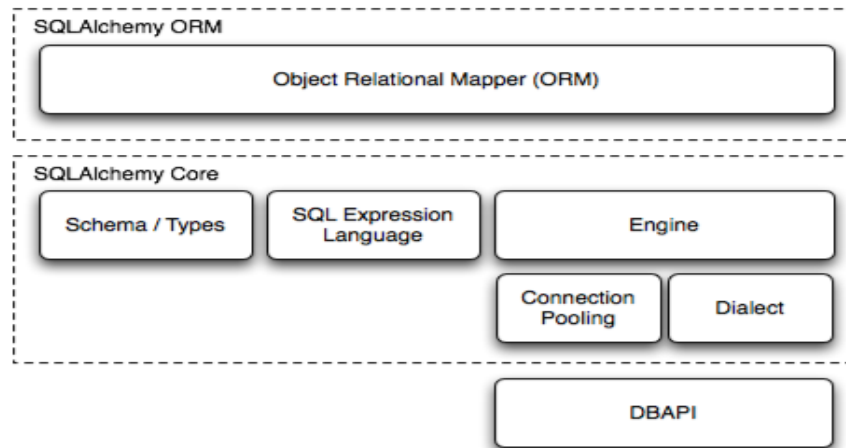 SQLAlchemy ORM
Object Relational Mapper (ORM)
SQLAlchemy Core
Schema / Types
SQL Expression
Language
Engine
Connection
Pooling
Dialect
DBAPI